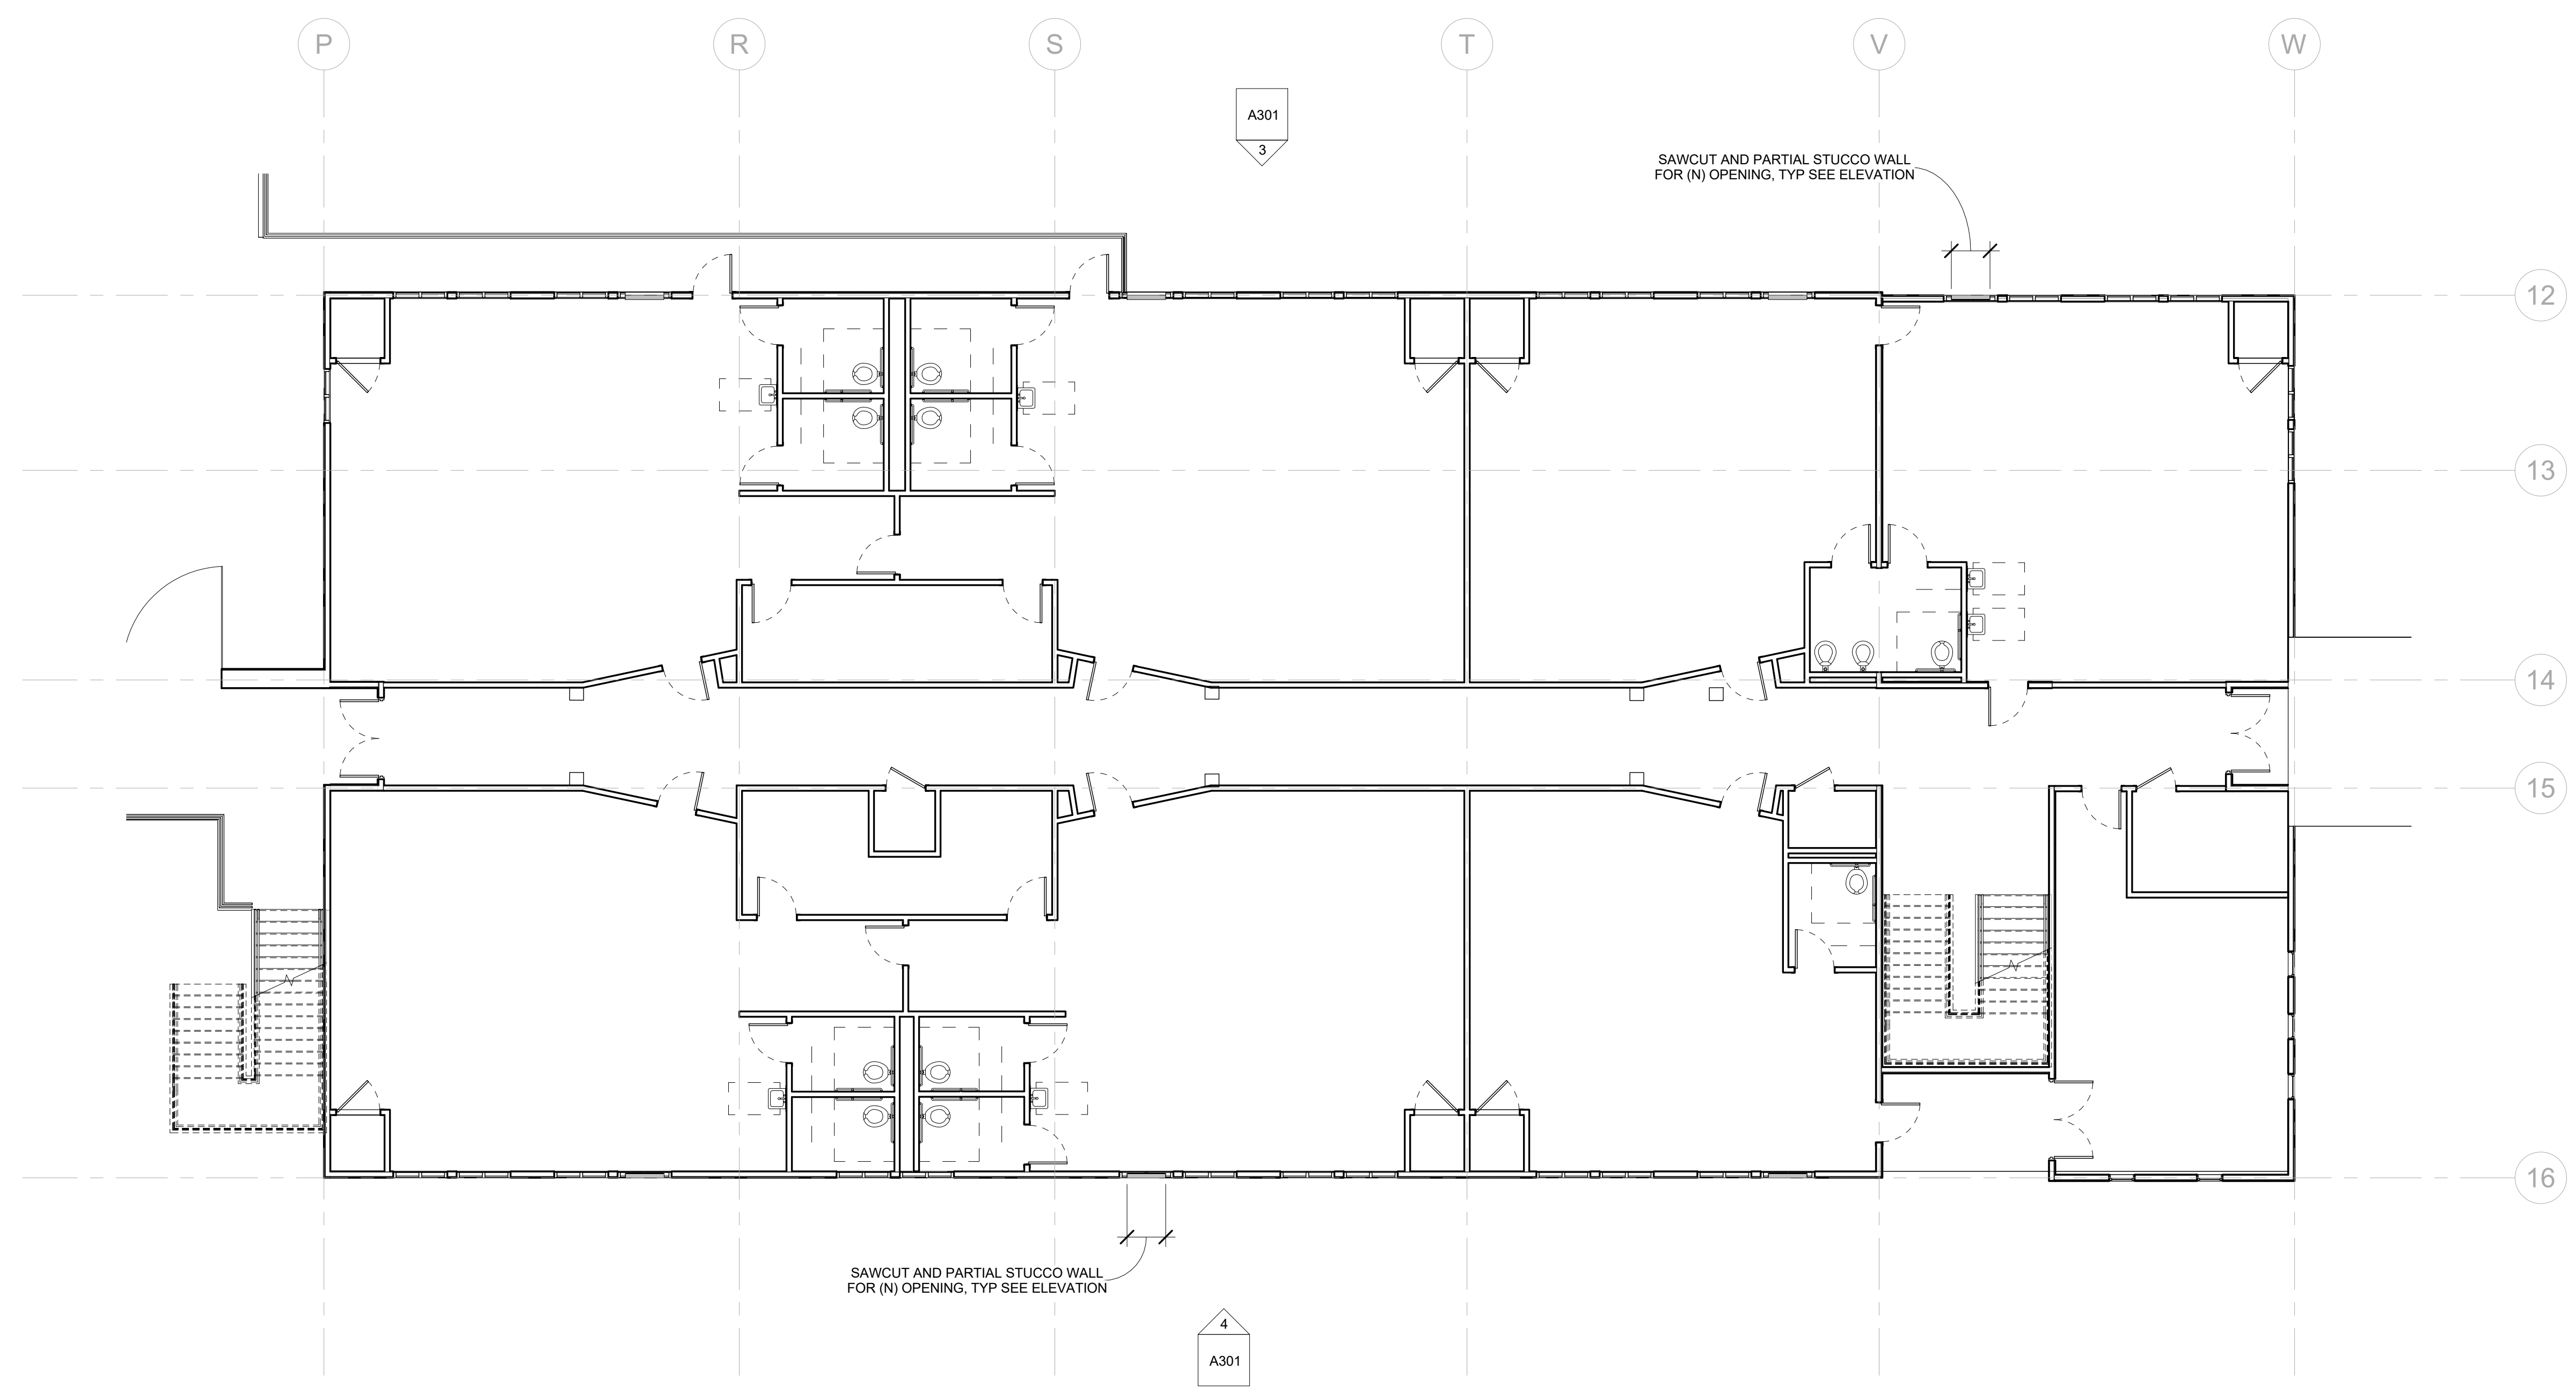 P
R
S
T
V
W
A301
3
SAWCUT AND PARTIAL STUCCO WALL
FOR (N) OPENING, TYP SEE ELEVATION
12
13
14
15
16
SAWCUT AND PARTIAL STUCCO WALL
FOR (N) OPENING, TYP SEE ELEVATION
4
A301